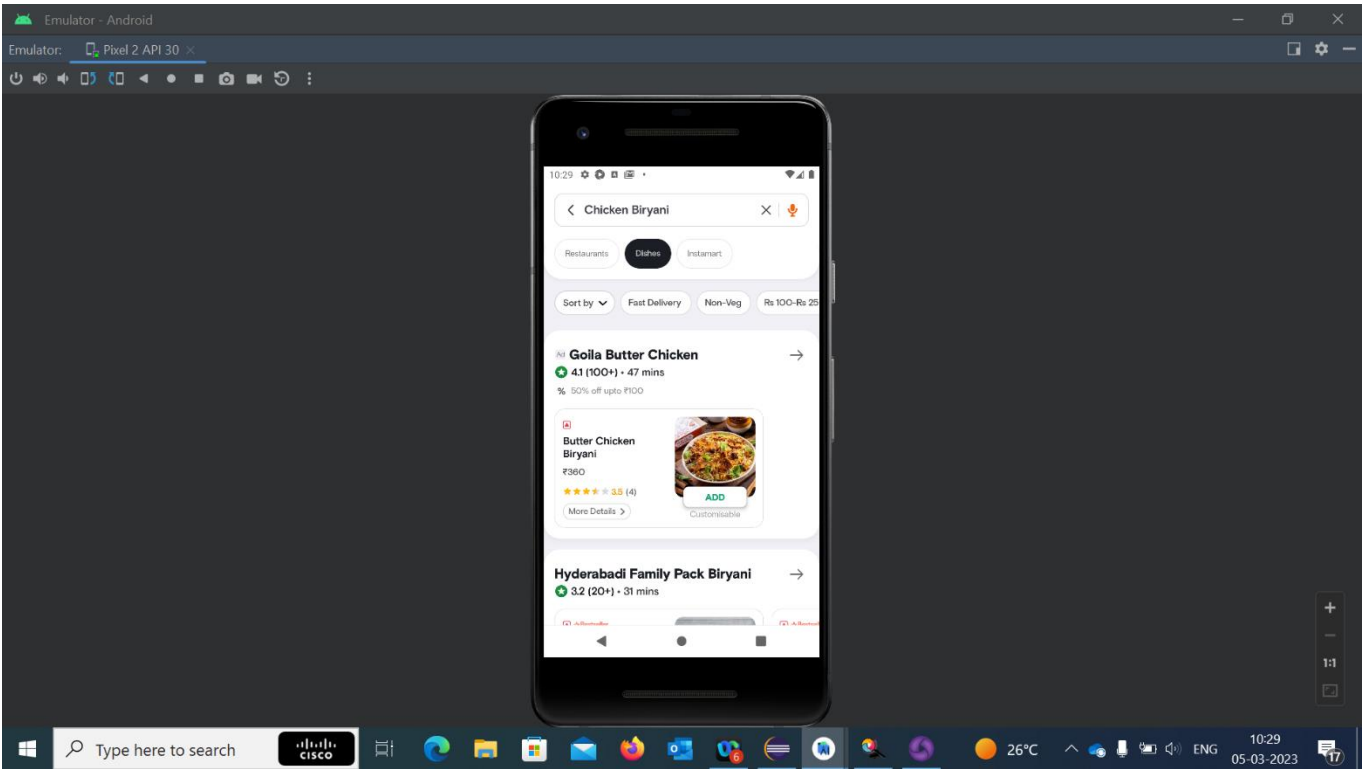 Emulator - Android
Emulator: Pixel 2 API 30
10:29
Chicken Biryani
Restaurants Dishes Instamart
Sort by Fast Delivery Non-Veg Rs 100-Rs 25
Ad Goila Butter Chicken
4.1 (100+) • 47 mins
% 50% off upto ₹100
Butter Chicken
Biryani
₹360
3.5 (4)
More Details
ADD
Customisable
Hyderabadi Family Pack Biryani
3.2 (20+) • 31 mins
1:1
Type here to search
CISCO
6
26°C
ENG
10:29
05-03-2023
17